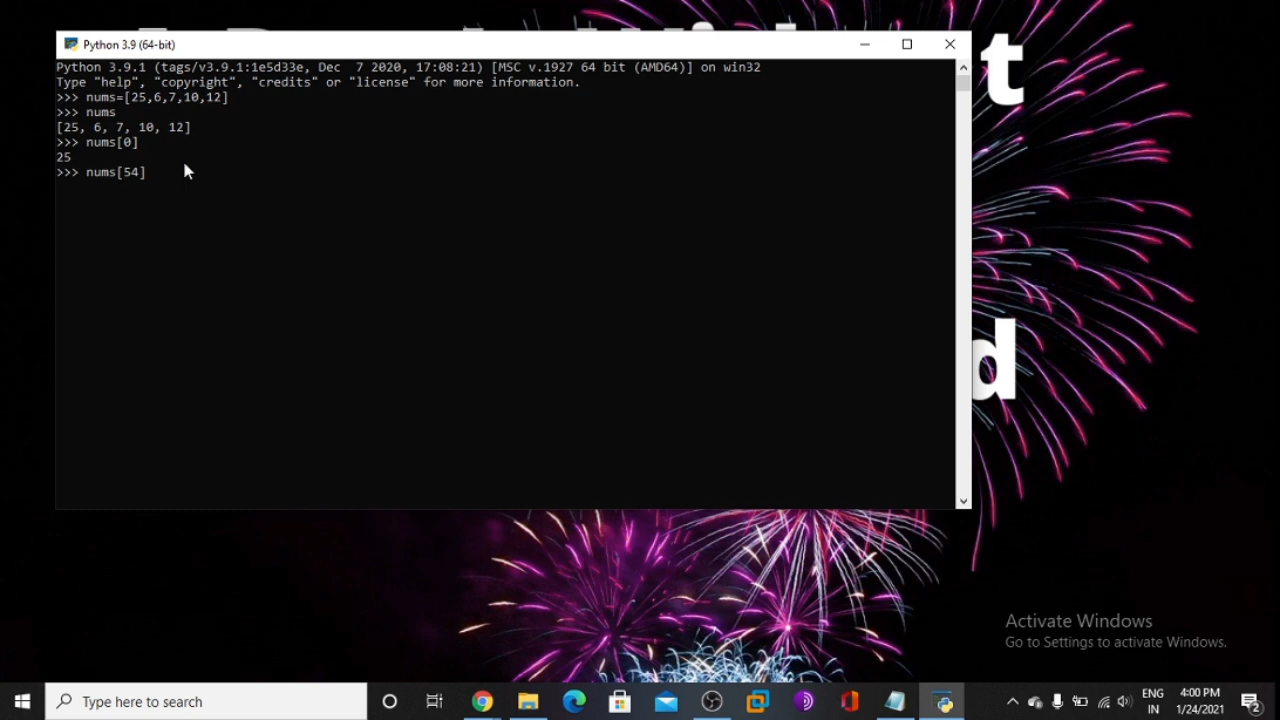 Python 3.9 (64-bit)
Python 3.9.1 (tags/v3.9.1:1e5d33e, Dec  7 2020, 17:08:21) [MSC v.1927 64 bit (AMD64)] on win32
Type "help", "copyright", "credits" or "license" for more information.
>>> nums=[25,6,7,10,12]
>>> nums
[25, 6, 7, 10, 12]
>>> nums[0]
25
>>> nums[54]
t
d
Activate Windows
Go to Settings to activate Windows.
Type here to search
ENG
IN
4:00 PM
1/24/2021
2